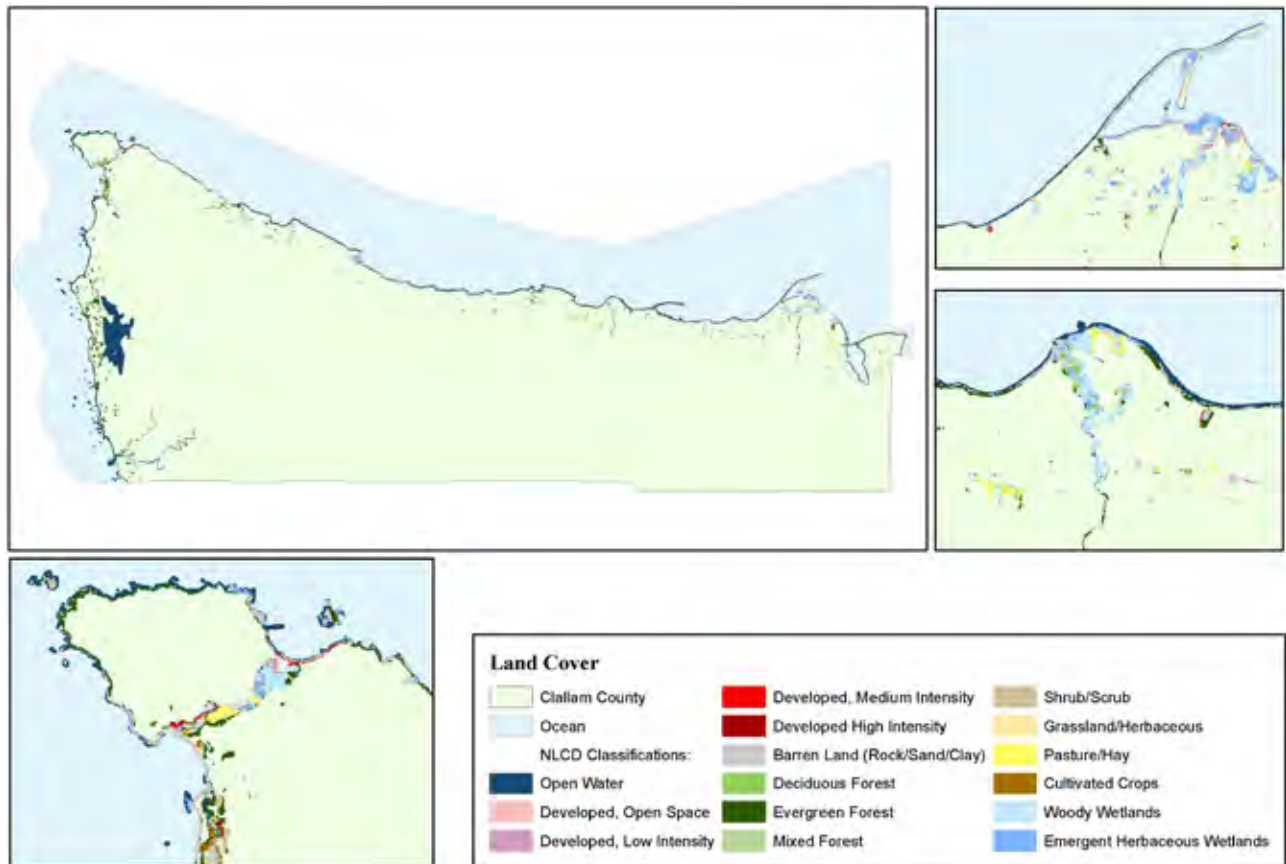 Land Cover
Clallam County
Ocean
NLCD Classifications:
Open Water
Developed, Open Space
Developed, Low Intensity
Developed, Medium Intensity
Developed High Intensity
Barren Land (Rock/Sand/Clay)
Deciduous Forest
Evergreen Forest
Mixed Forest
Shrub/Scrub
Grassland/Herbaceous
Pasture/Hay
Cultivated Crops
Woody Wetlands
Emergent Herbaceous Wetlands